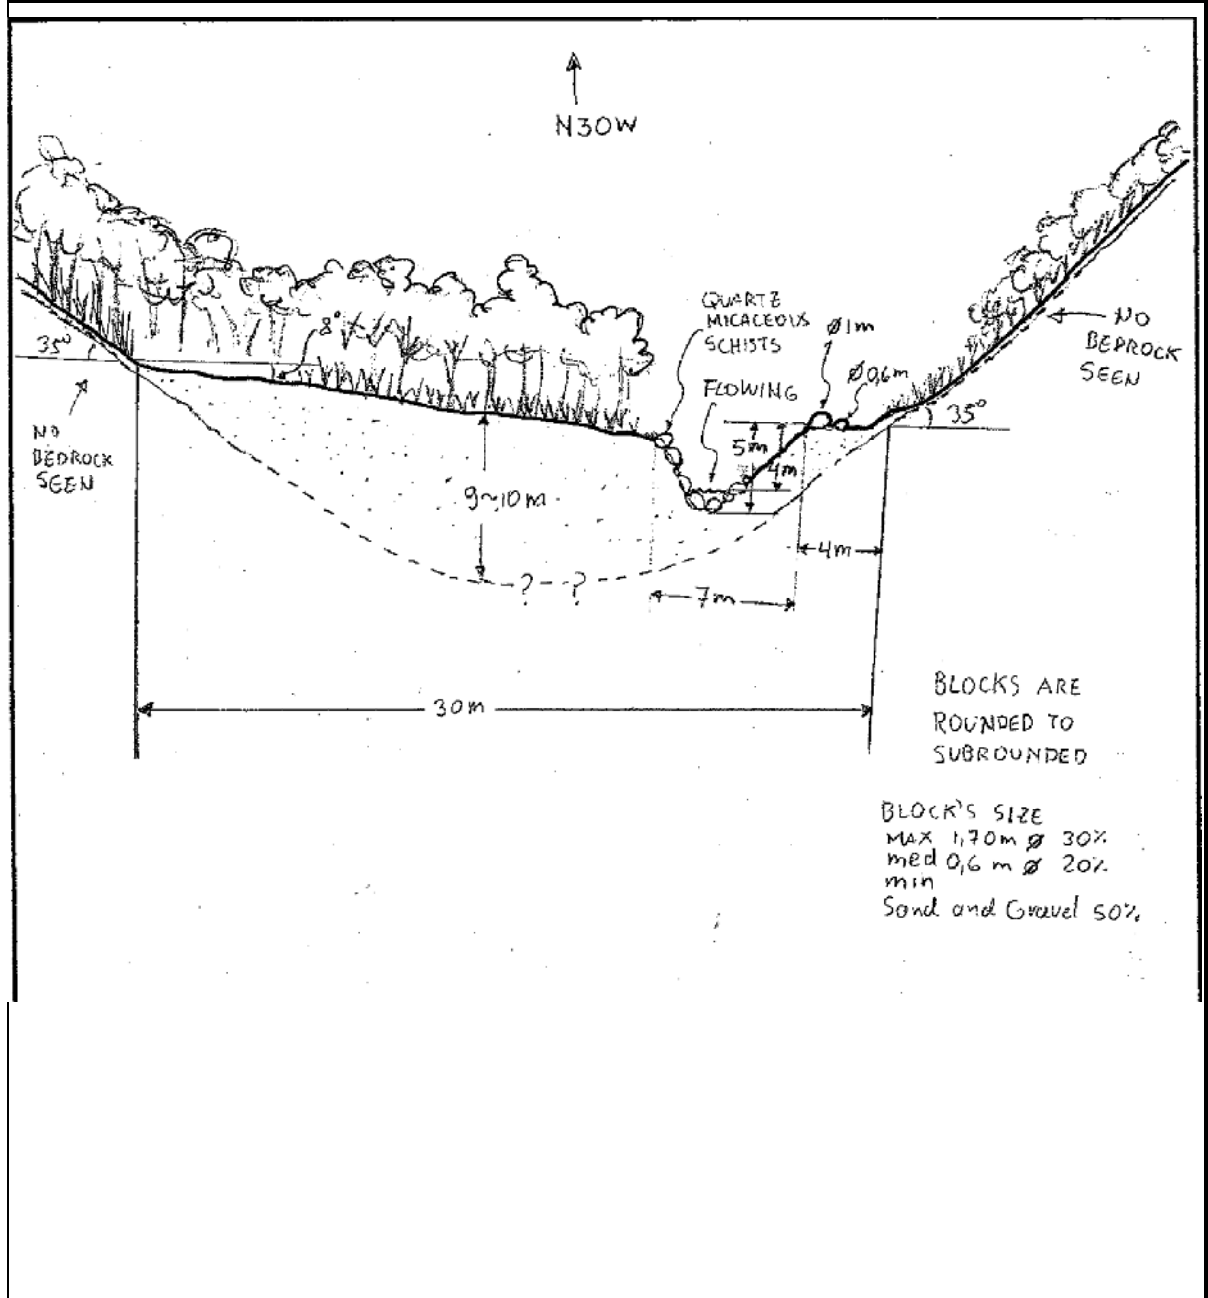 N30W
QUARTZ
MICACEOUS
SCHISTS
Ø1m
Ø0,6m
FLOWING
8°
35°
NO
BEDROCK
SEEN
NO
BEDROCK
SEEN
35°
5m
4m
9~10m
4m
? ?
7m
30m
BLOCKS ARE
ROUNDED TO
SUBROUNDED
BLOCK'S SIZE
MAX 1,70m Ø 30%
med 0,6 m Ø 20%
min
Sand and Gravel 50%